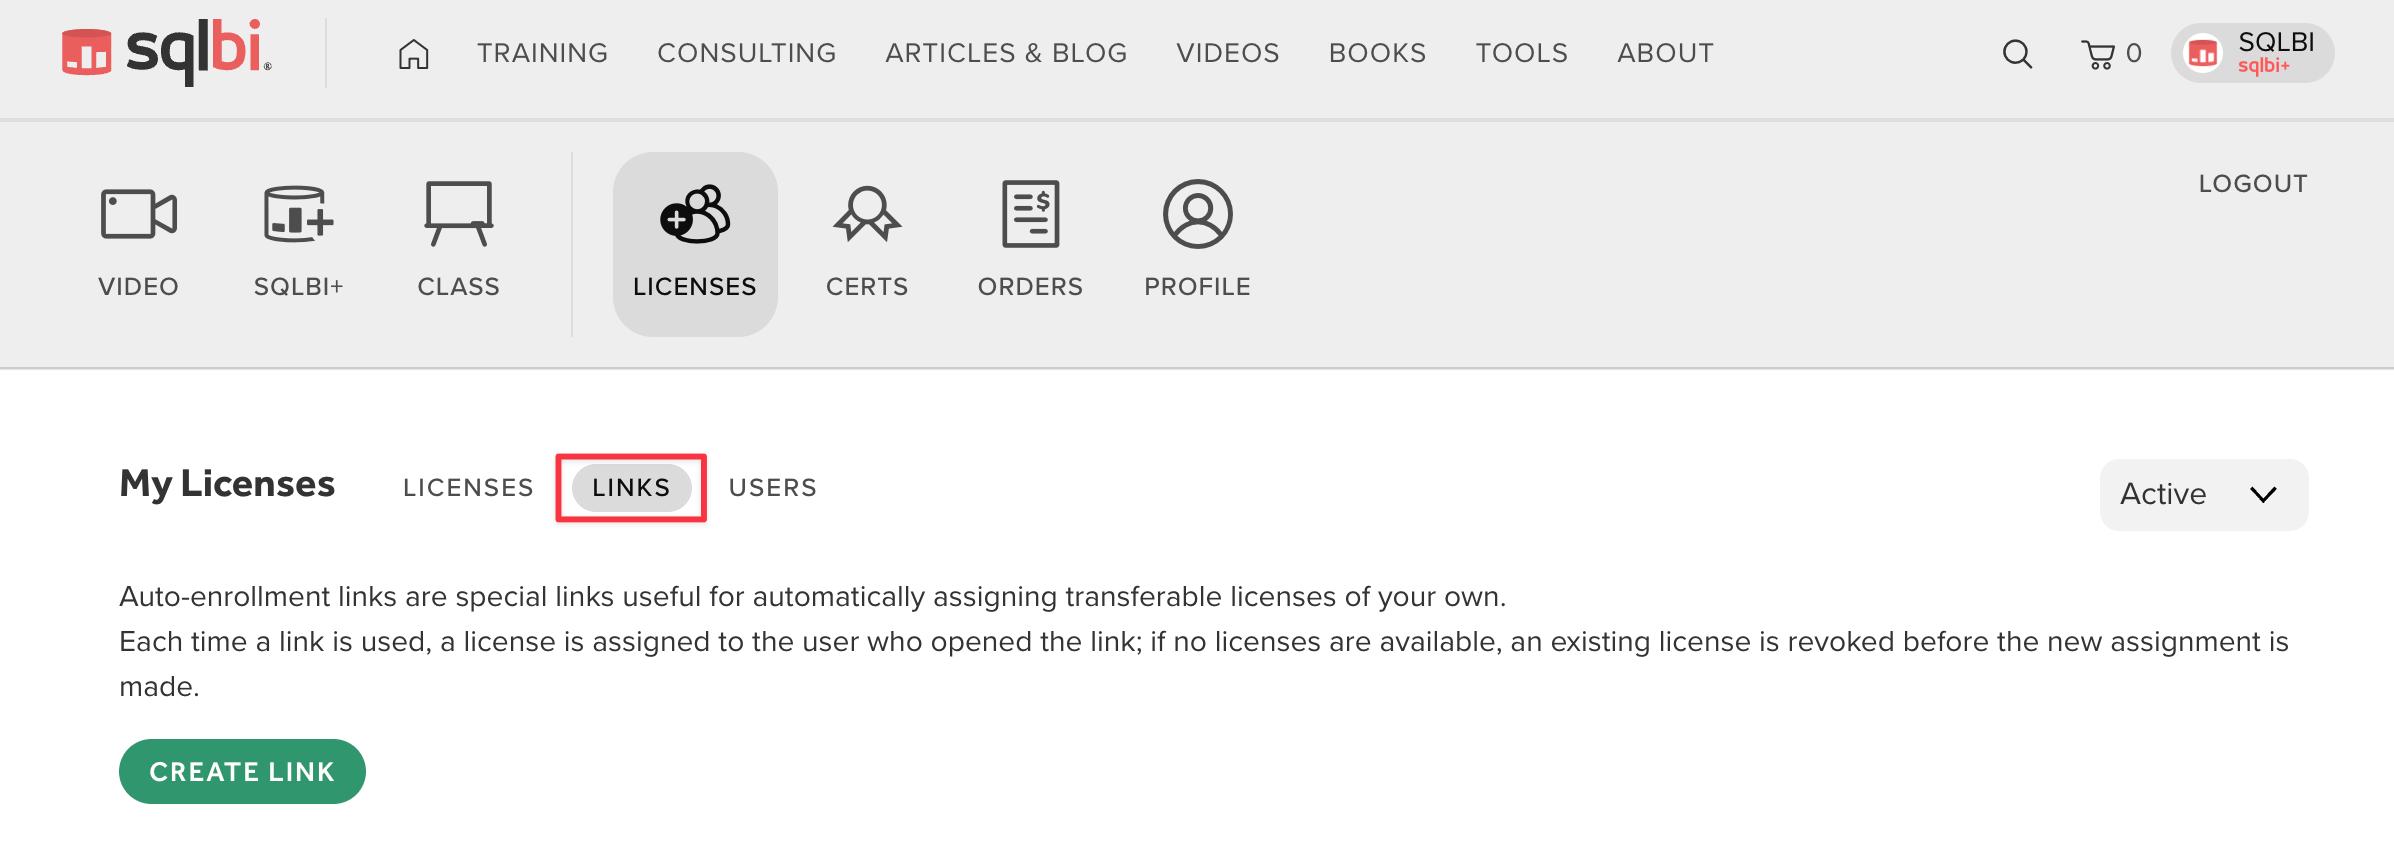 sqlbi®
TRAINING CONSULTING ARTICLES & BLOG VIDEOS BOOKS TOOLS ABOUT
0
SQLBI
sqlbi+
LOGOUT
$
VIDEO SQLBI+ CLASS LICENSES CERTS ORDERS PROFILE
My Licenses LICENSES LINKS USERS Active
Auto-enrollment links are special links useful for automatically assigning transferable licenses of your own.
Each time a link is used, a license is assigned to the user who opened the link; if no licenses are available, an existing license is revoked before the new assignment is
made.
CREATE LINK